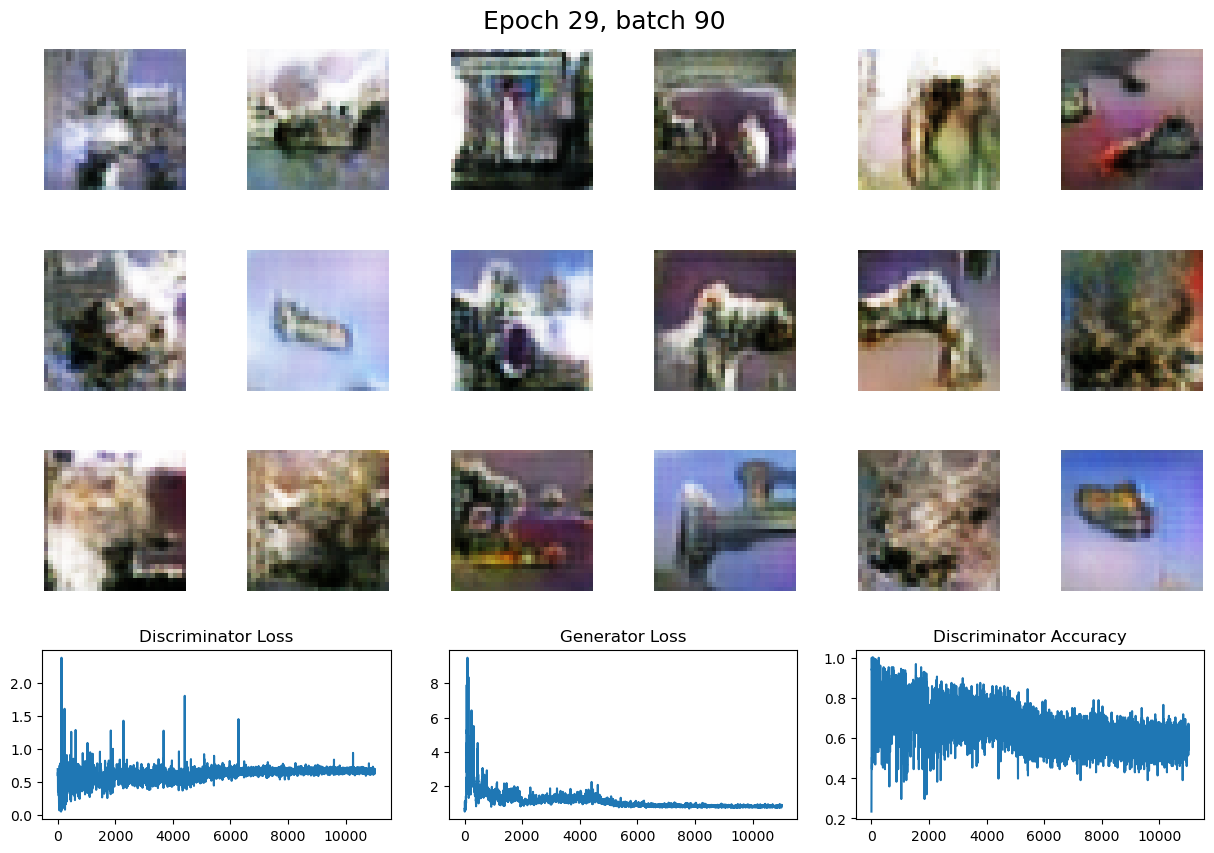 Epoch 29, batch 90
Discriminator Loss
Generator Loss
Discriminator Accuracy
2.0
1.5
1.0
0.5
0.0
0 2000 4000 6000 8000 10000
8
6
4
2
0 2000 4000 6000 8000 10000
1.0
0.8
0.6
0.4
0.2
0 2000 4000 6000 8000 10000